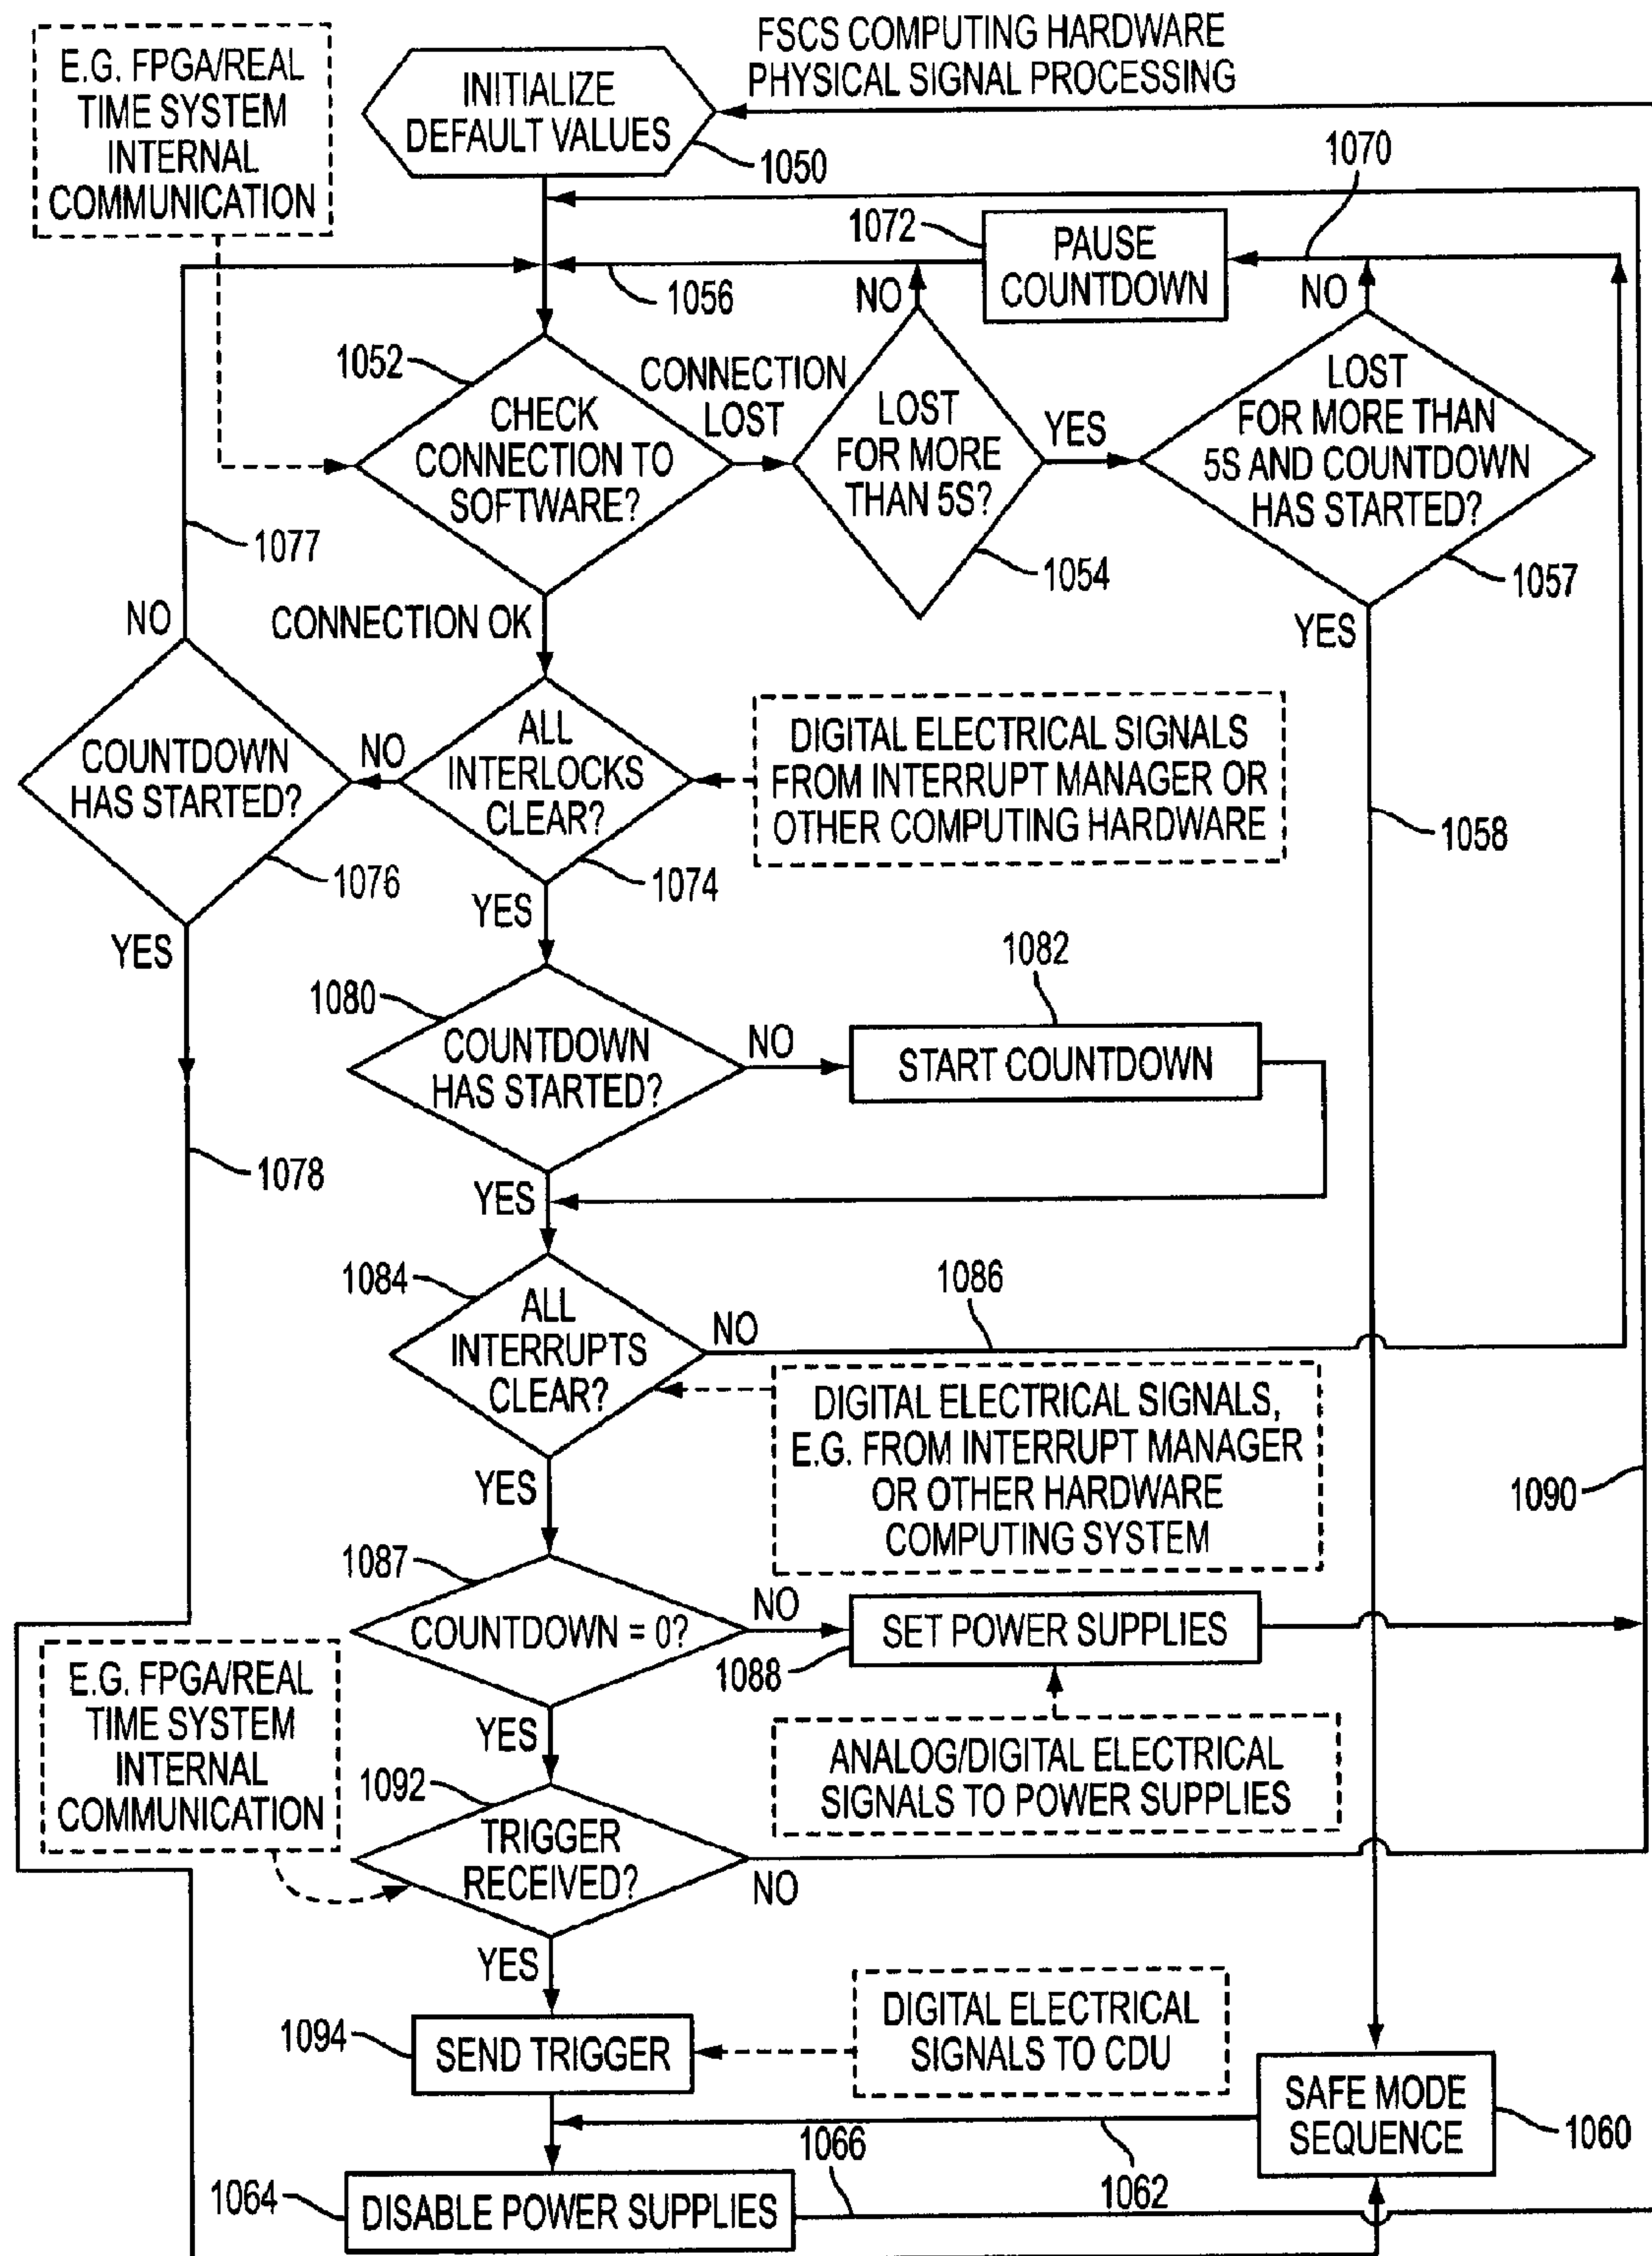 FSCS COMPUTING HARDWARE
PHYSICAL SIGNAL PROCESSING
E.G. FPGA/REAL
TIME SYSTEM
INTERNAL
COMMUNICATION
INITIALIZE
DEFAULT VALUES
1050
1070
1072
PAUSE
COUNTDOWN
1056
NO
NO
1052
CHECK
CONNECTION TO
SOFTWARE?
CONNECTION
LOST
LOST
FOR MORE
THAN 5S?
1054
YES
LOST
FOR MORE THAN
5S AND COUNTDOWN
HAS STARTED?
1057
YES
1077
NO
CONNECTION OK
COUNTDOWN
HAS STARTED?
1076
NO
ALL
INTERLOCKS
CLEAR?
1074
DIGITAL ELECTRICAL SIGNALS
FROM INTERRUPT MANAGER OR
OTHER COMPUTING HARDWARE
1058
YES
YES
1080
COUNTDOWN
HAS STARTED?
NO
1082
START COUNTDOWN
1078
YES
1084
ALL
INTERRUPTS
CLEAR?
NO
1086
DIGITAL ELECTRICAL SIGNALS,
E.G. FROM INTERRUPT MANAGER
OR OTHER HARDWARE
COMPUTING SYSTEM
1090
YES
1087
COUNTDOWN = 0?
NO
1088
SET POWER SUPPLIES
ANALOG/DIGITAL ELECTRICAL
SIGNALS TO POWER SUPPLIES
E.G. FPGA/REAL
TIME SYSTEM
INTERNAL
COMMUNICATION
YES
1092
TRIGGER
RECEIVED?
NO
YES
1094
SEND TRIGGER
DIGITAL ELECTRICAL
SIGNALS TO CDU
SAFE MODE
SEQUENCE
1060
1062
1066
1064
DISABLE POWER SUPPLIES